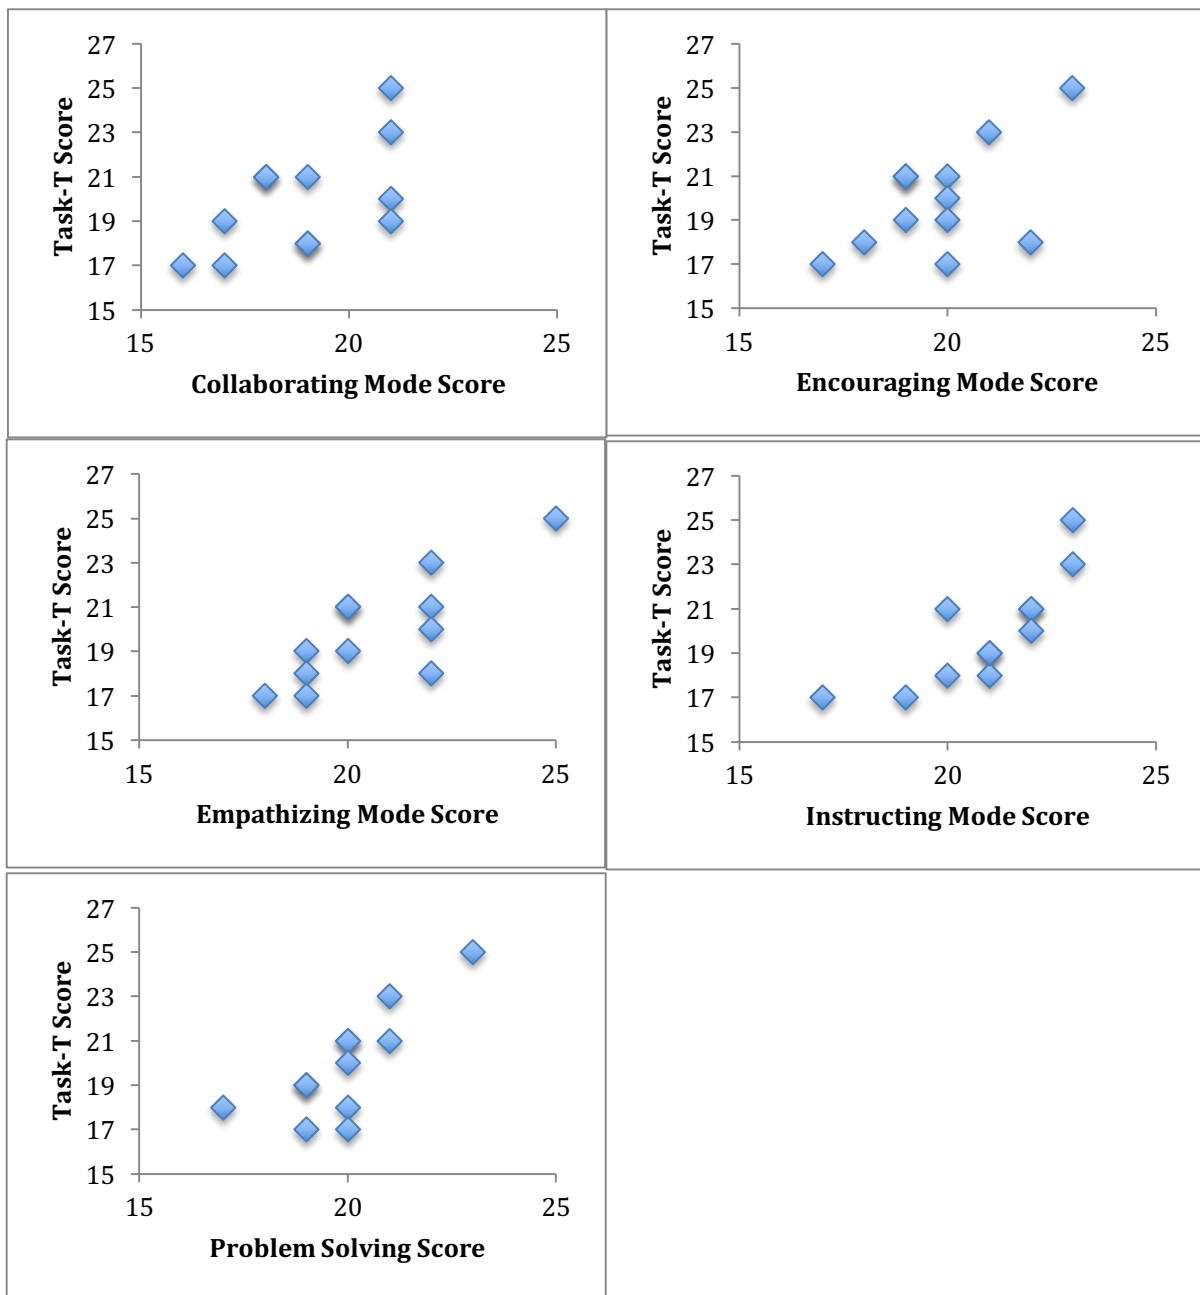 27
25
23
21
19
17
15
Task-T Score
15 20 25
Collaborating Mode Score
27
25
23
21
19
17
15
Task-T Score
15 20 25
Encouraging Mode Score
27
25
23
21
19
17
15
Task-T Score
15 20 25
Empathizing Mode Score
27
25
23
21
19
17
15
Task-T Score
15 20 25
Instructing Mode Score
27
25
23
21
19
17
15
Task-T Score
15 20 25
Problem Solving Score